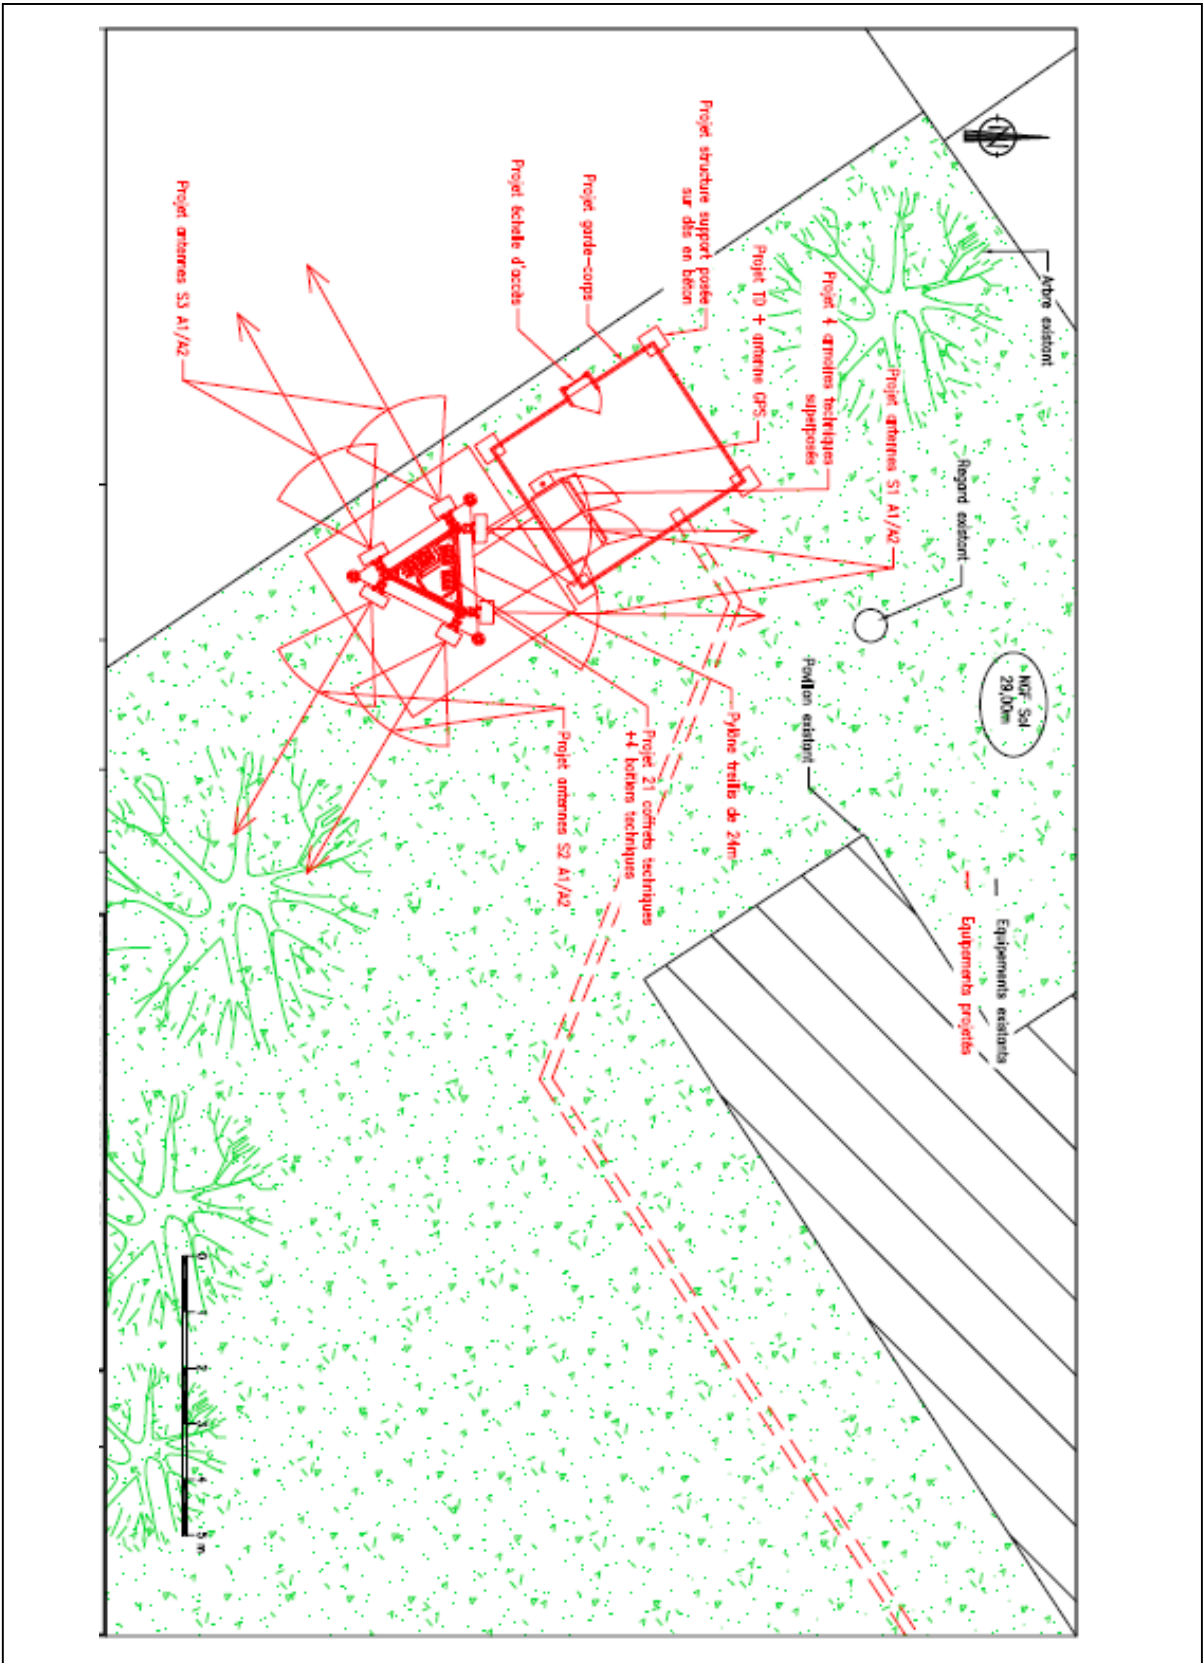 N
Arbre existant
Regard existant
NGF Sol
29,00m
Equipements existants
Equipements projetés
Projet antennes S1 A1/A2
Projet 4 armoires techniques
superposés
Projet TD + antenne GPS
Projet structure support posée
sur dés en béton
Projet garde-corps
Projet échelle d'accès
Projet antennes S3 A1/A2
Pavillon existant
Pylône treillis de 24m
Projet 21 coffrets techniques
+4 boîtiers techniques
Projet antennes S2 A1/A2
0 1 2 3 4 5 m